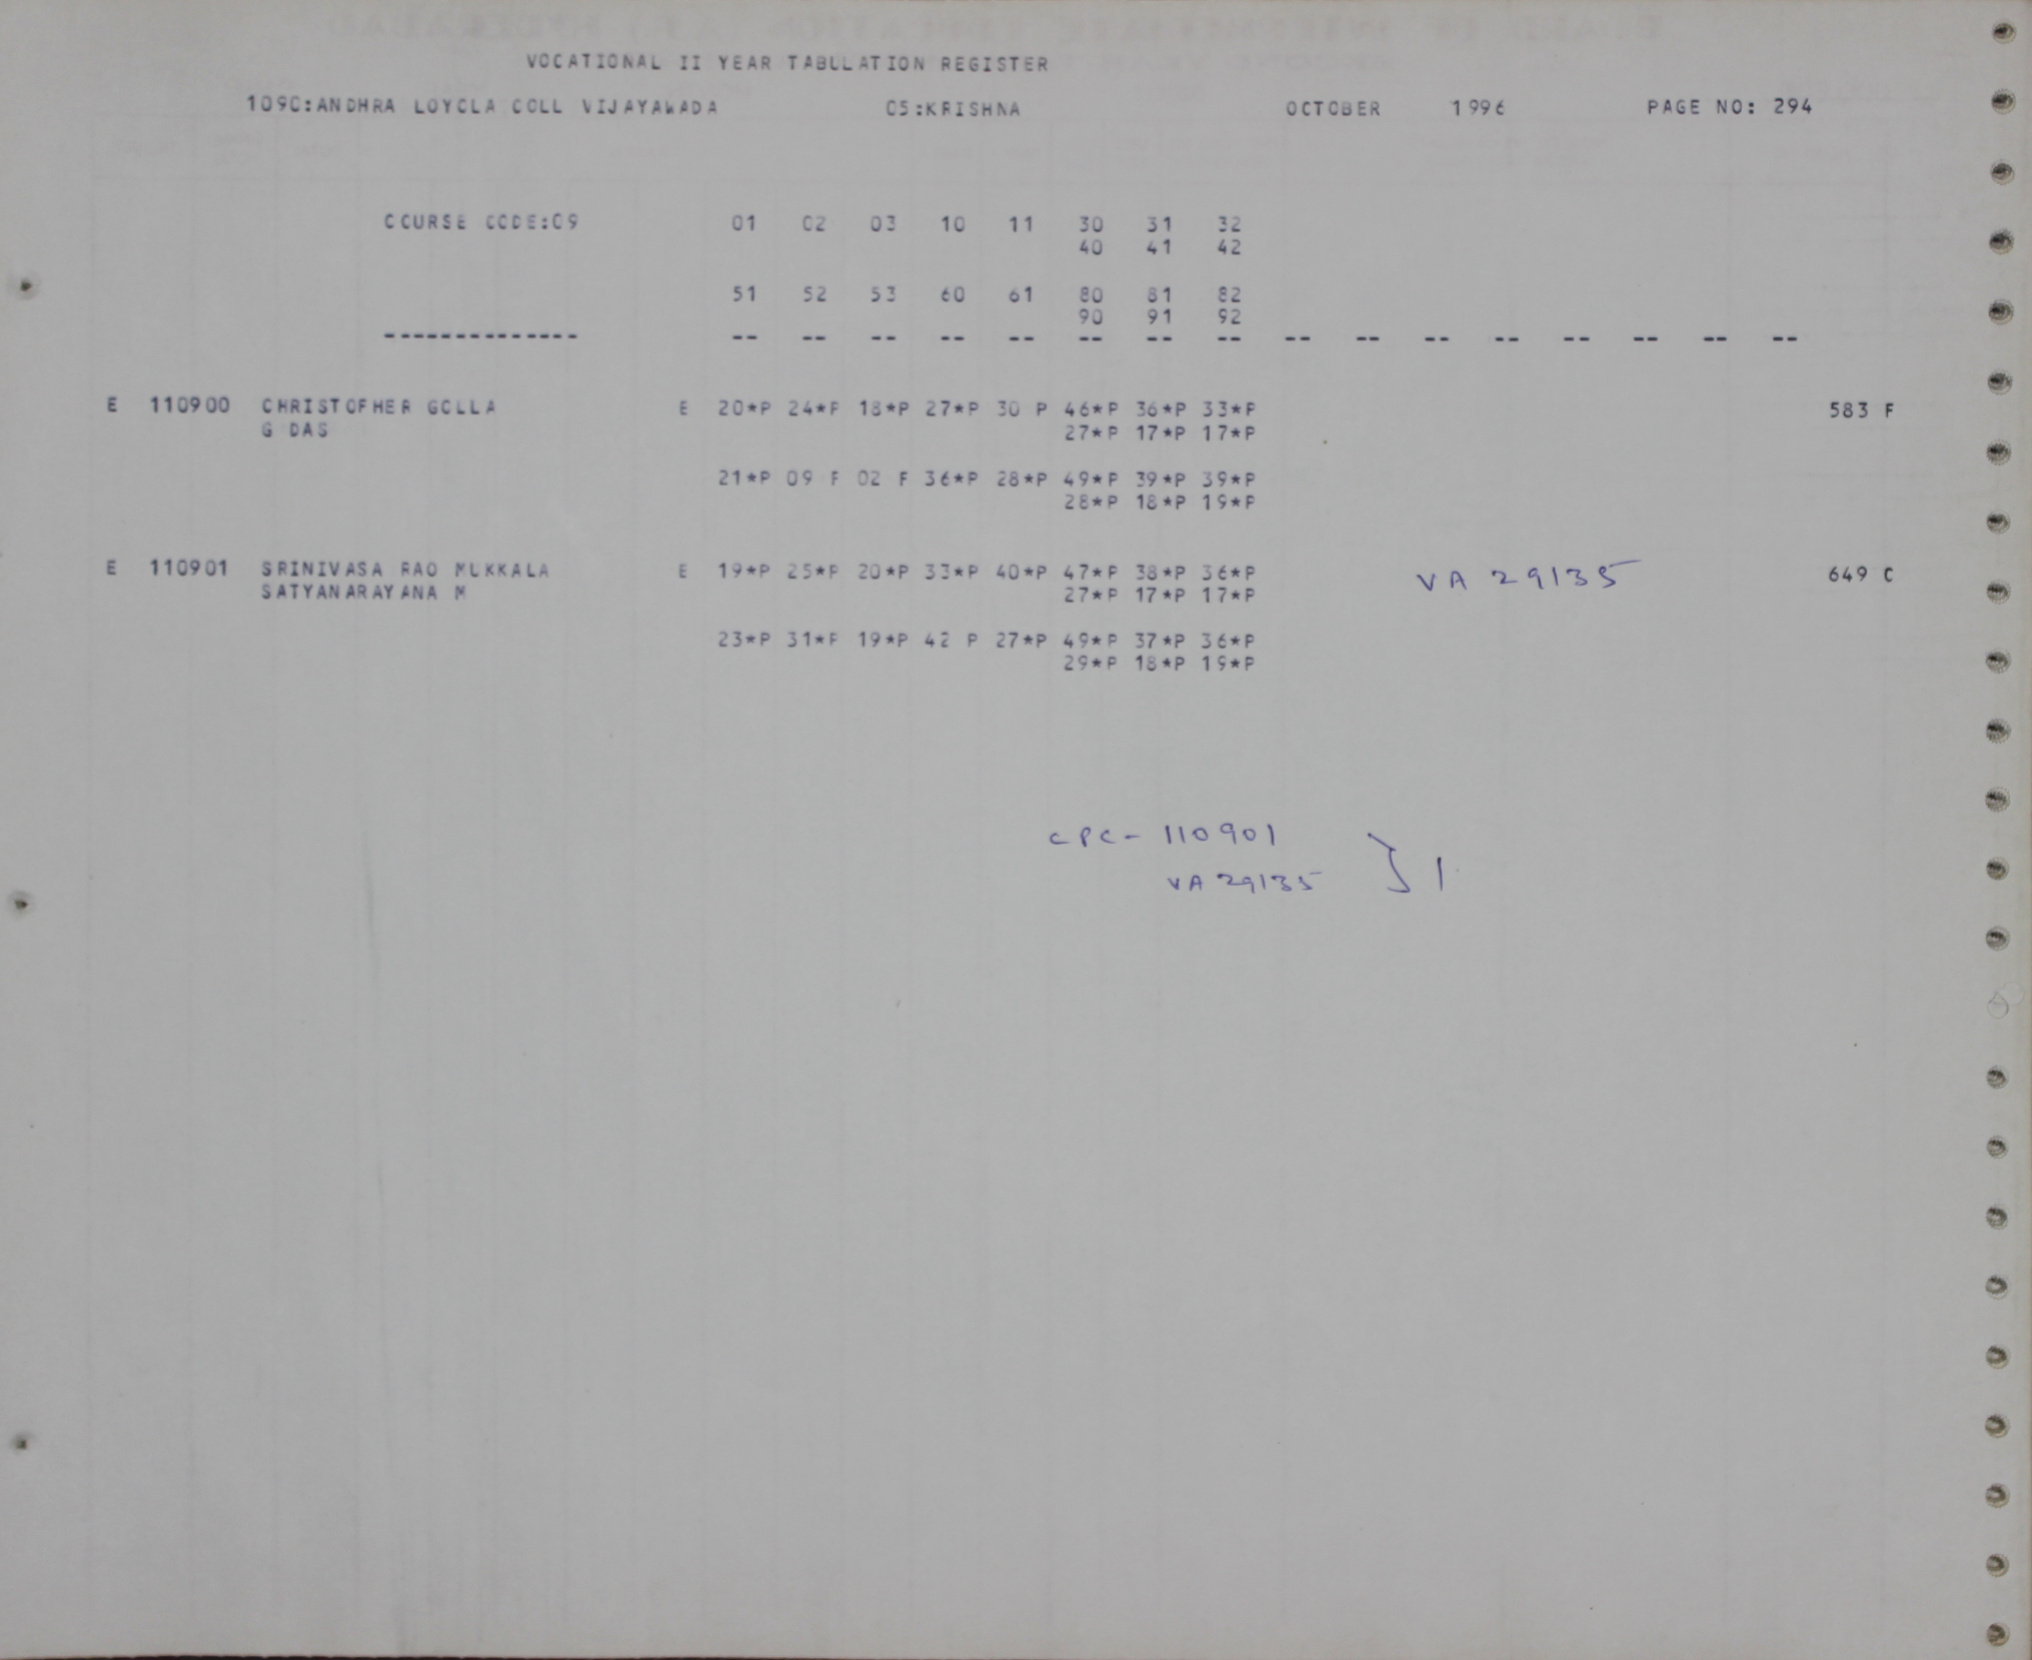 VOCATIONAL II YEAR TABULATION REGISTER
1090:ANDHRA LOYOLA COLL VIJAYAWADA 05:KRISHNA OCTOBER 1996 PAGE NO: 294
COURSE CODE:09 01 02 03 10 11 30 31 32
40 41 42
51 52 53 60 61 80 81 82
90 91 92
-------------- -- -- -- -- -- -- -- -- -- -- -- -- -- -- -- --
E 110900 CHRISTOFHER GOLLA E 20*P 24*P 18*P 27*P 30 P 46*P 36*P 33*P 583 F
G DAS 27*P 17*P 17*P
21*P 09 F 02 F 36*P 28*P 49*P 39*P 39*P
28*P 18*P 19*P
E 110901 SRINIVASA RAO MUKKALA E 19*P 25*P 20*P 33*P 40*P 47*P 38*P 36*P VA 29135 649 C
SATYANARAYANA M 27*P 17*P 17*P
23*P 31*P 19*P 42 P 27*P 49*P 37*P 36*P
29*P 18*P 19*P
CPC- 110901
VA 29135 } 1